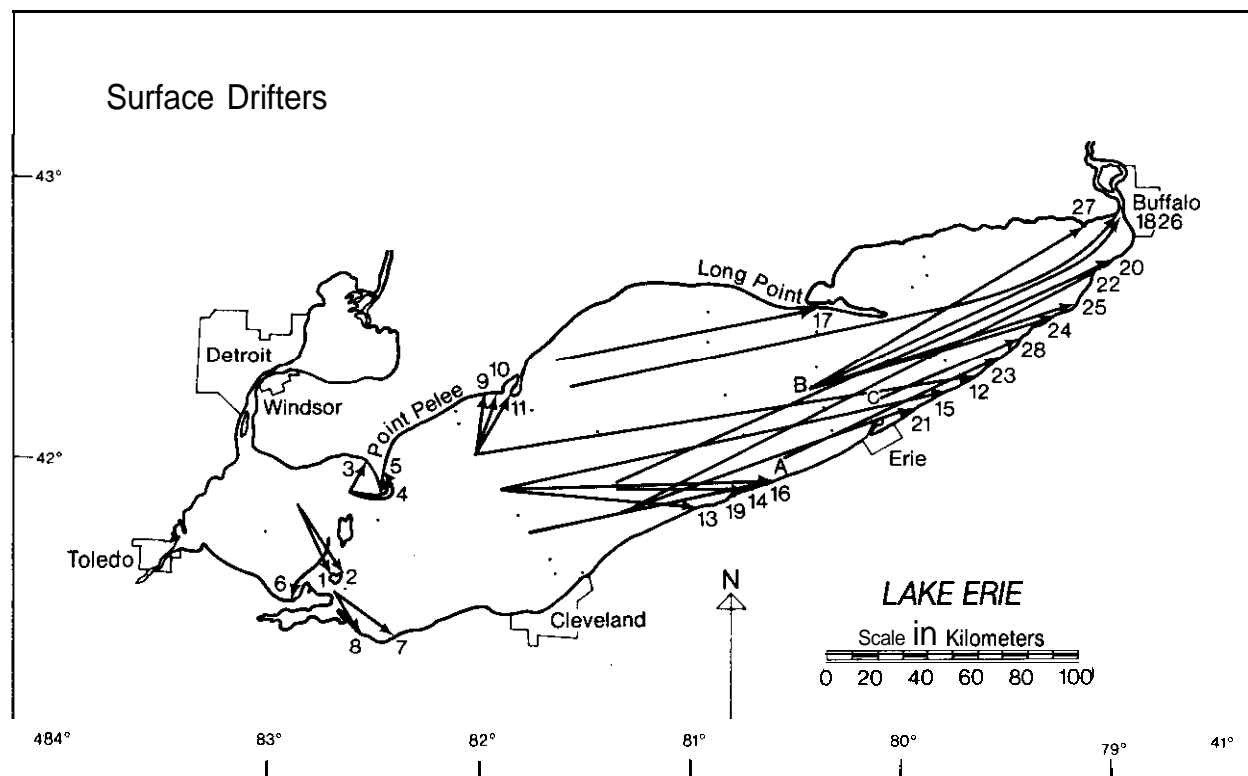 Surface Drifters
43°
Buffalo
27
18 26
20
22
Long Point
25
17
24
Detroit
28
10
9
B
23
Windsor
11
C
12
15
Point Pelee
21
42°
3
5
A
Erie
4
16
14
19
13
Toledo
N
6
1
2
LAKE ERIE
Cleveland
Scale in Kilometers
8
7
0 20 40 60 80 100
484° 83° 82° 81° 80° 79° 41°